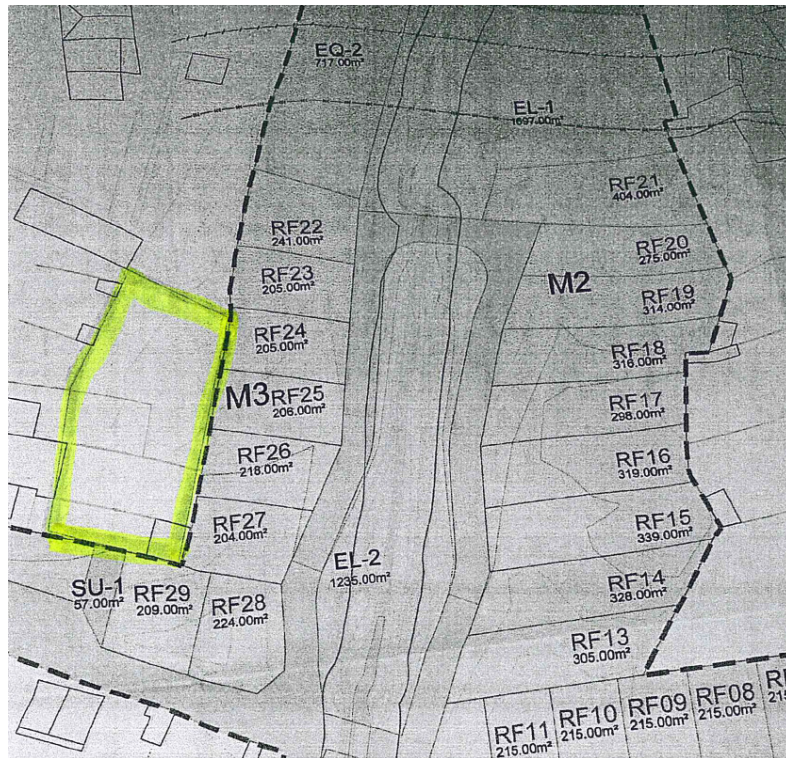 EQ-2
717.00m²
EL-1
1697.00m²
RF21
404.00m²
RF22
241.00m²
RF20
275.00m²
RF23
205.00m²
M2
RF19
314.00m²
RF24
205.00m²
RF18
316.00m²
M3
RF25
206.00m²
RF17
298.00m²
RF26
218.00m²
RF16
319.00m²
RF27
204.00m²
RF15
339.00m²
EL-2
1235.00m²
SU-1
57.00m²
RF29
209.00m²
RF28
224.00m²
RF14
328.00m²
RF13
305.00m²
RF11
215.00m²
RF10
215.00m²
RF09
215.00m²
RF08
215.00m²